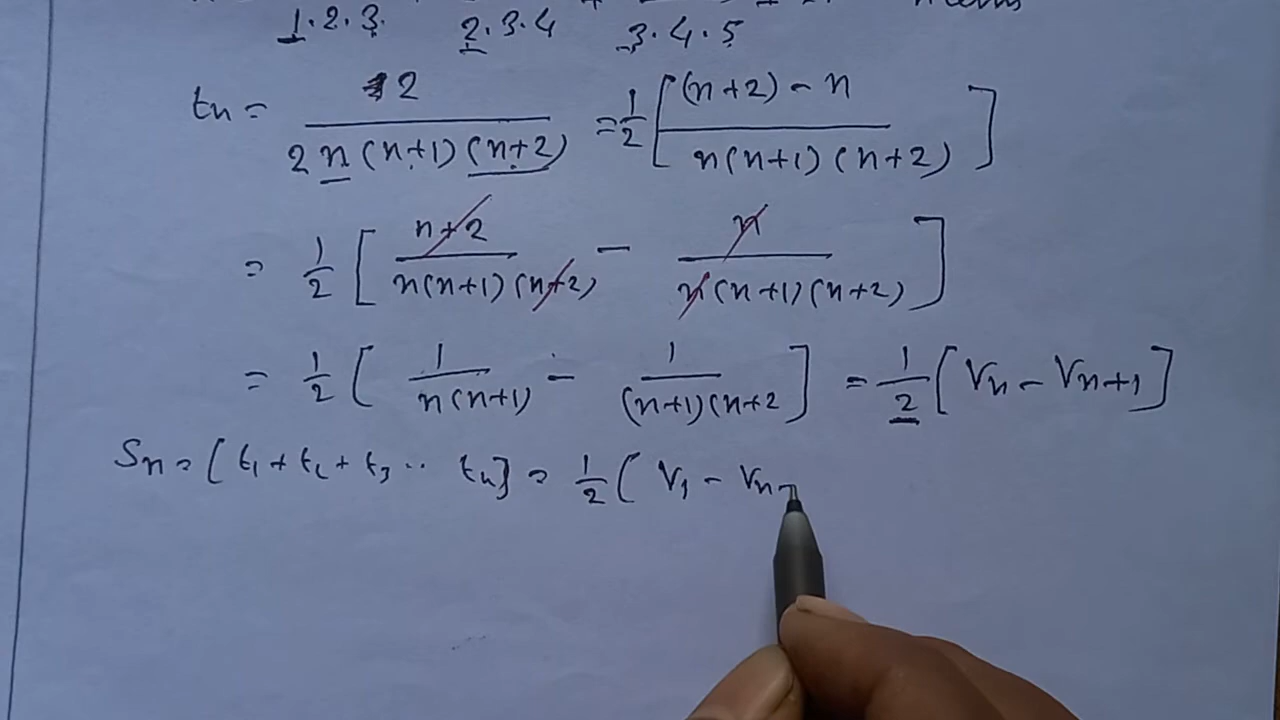 1.2.3. 2.3.4 3.4.5
tn = 2 / 2n(n+1)(n+2) = 1/2 [ (n+2) - n / n(n+1)(n+2) ]
= 1/2 [ n+2 / n(n+1)(n+2) - n / n(n+1)(n+2) ]
= 1/2 [ 1 / n(n+1) - 1 / (n+1)(n+2 ] = 1/2 [ Vn - Vn+1 ]
Sn = [ t1 + t2 + t3 .. tn ] = 1/2 ( V1 - Vn